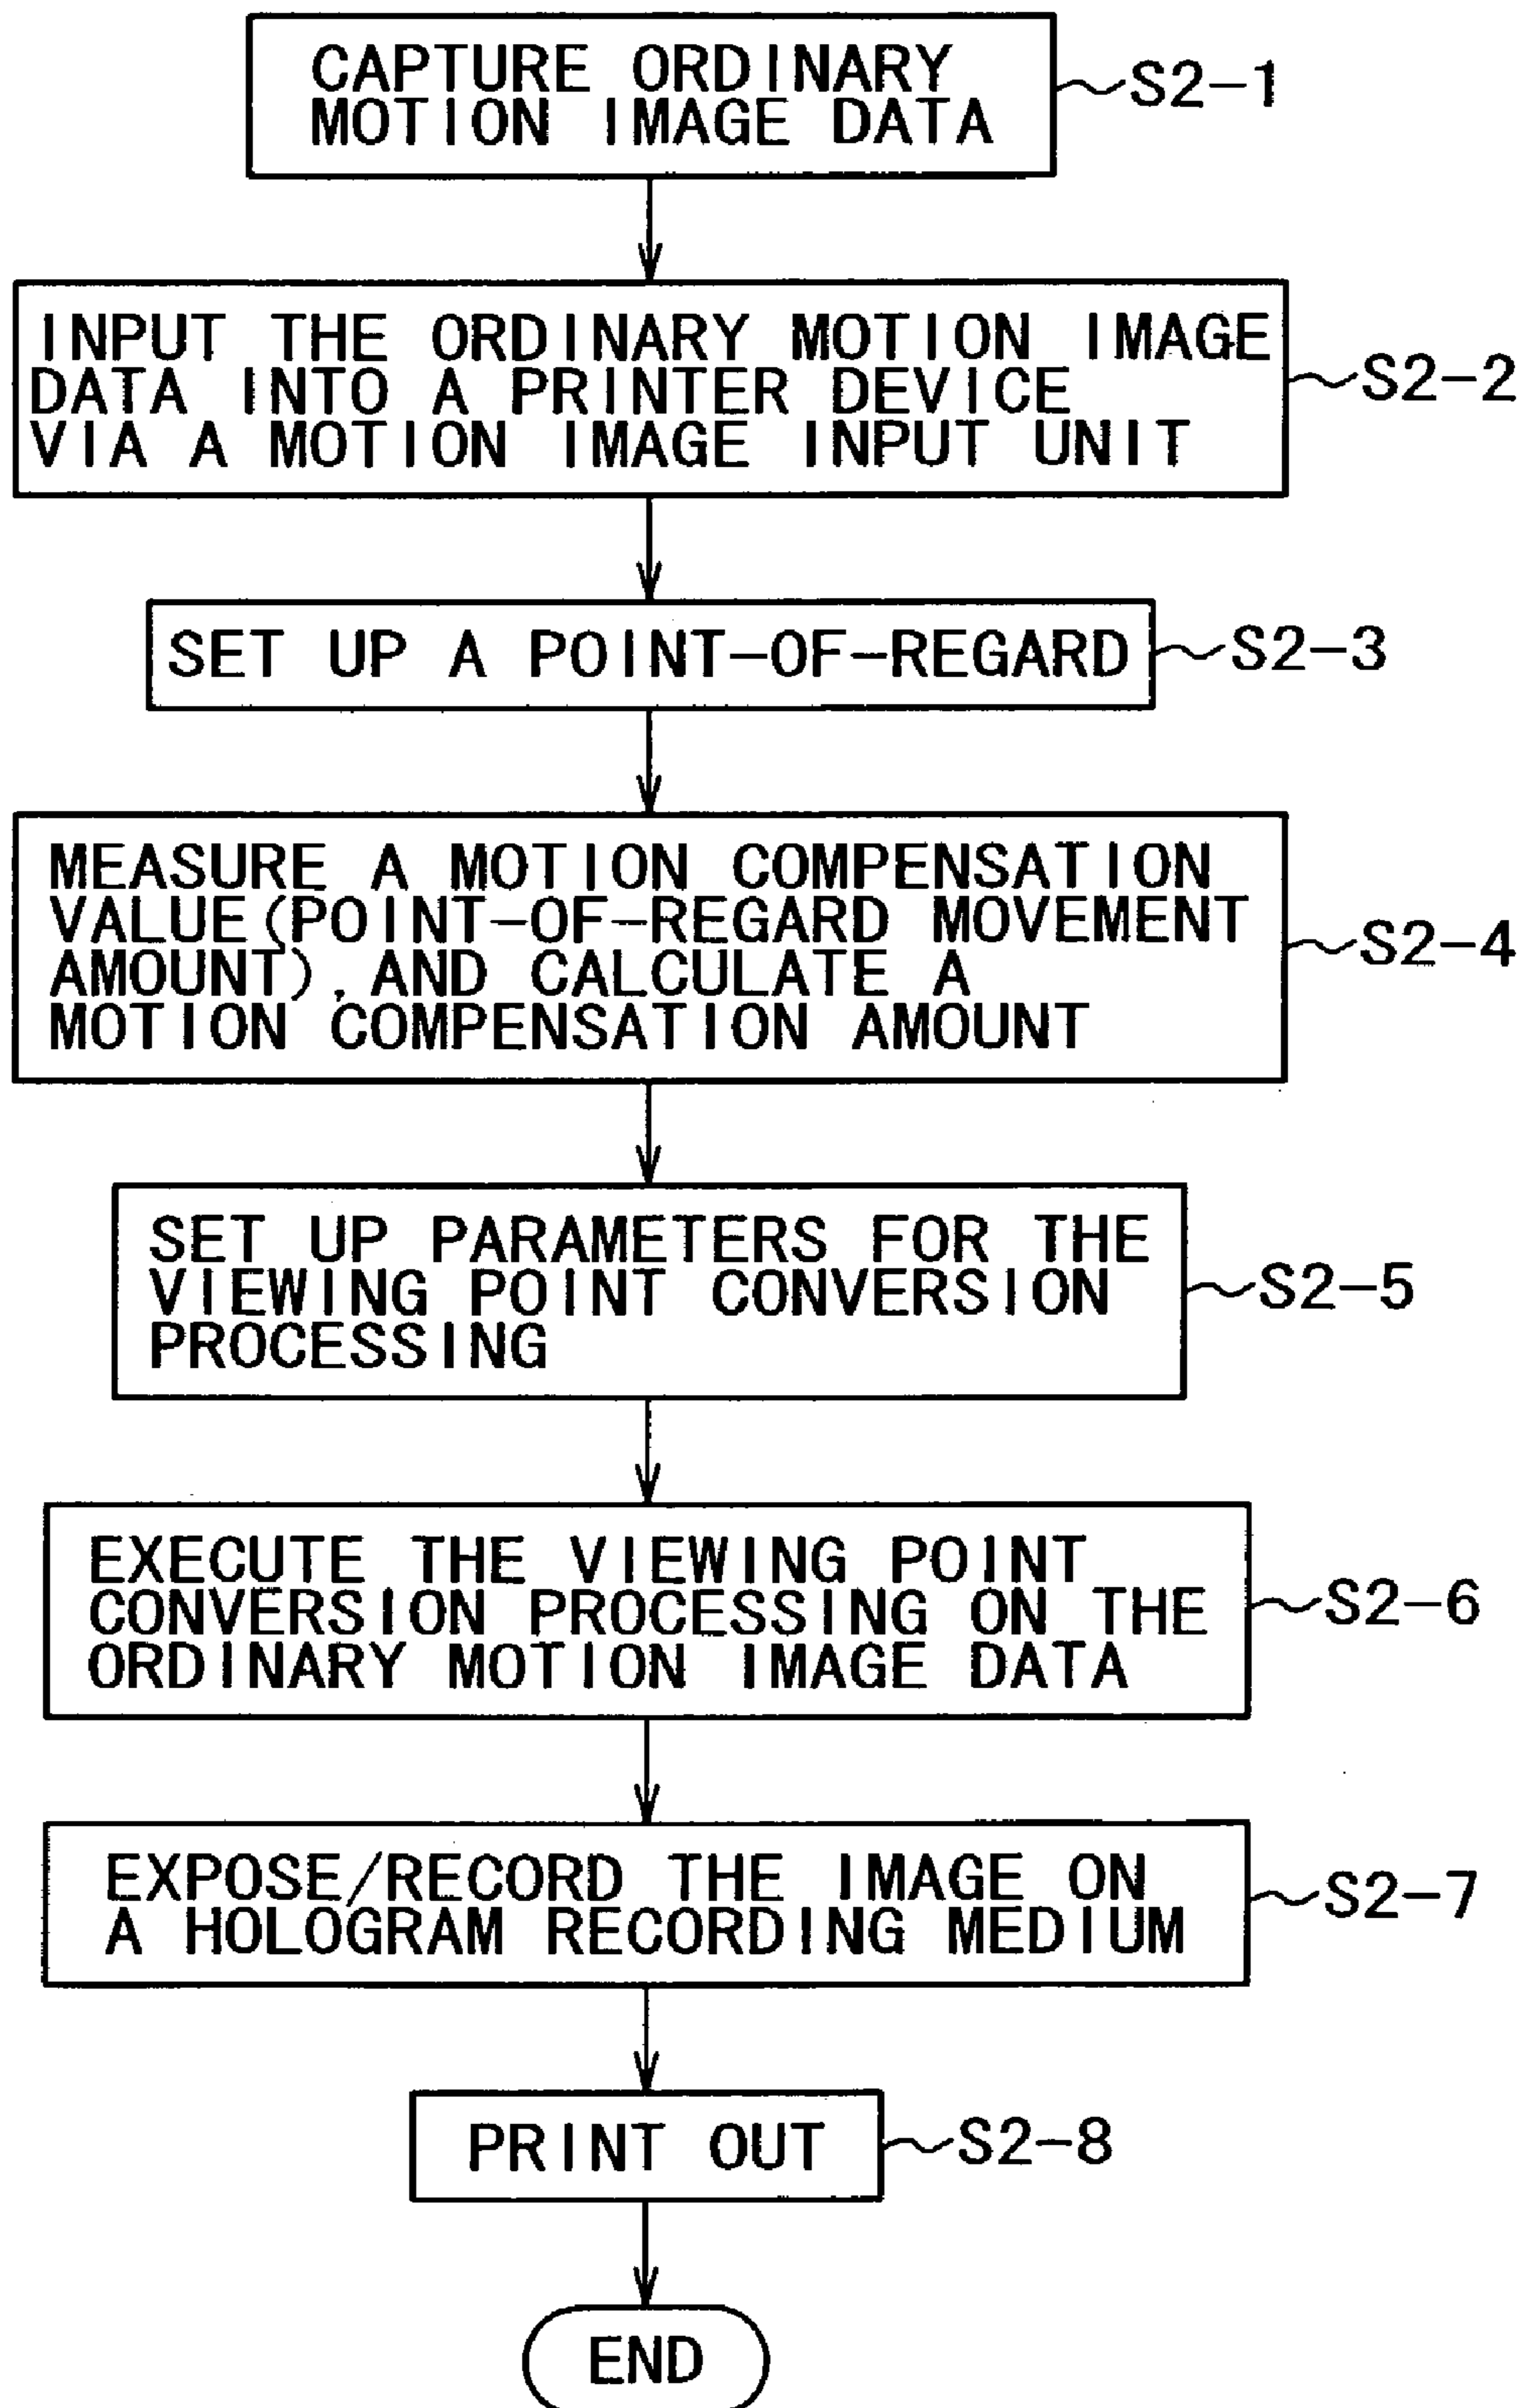 CAPTURE ORDINARY
MOTION IMAGE DATA
S2-1
INPUT THE ORDINARY MOTION IMAGE
DATA INTO A PRINTER DEVICE
VIA A MOTION IMAGE INPUT UNIT
S2-2
SET UP A POINT-OF-REGARD
S2-3
MEASURE A MOTION COMPENSATION
VALUE(POINT-OF-REGARD MOVEMENT
AMOUNT), AND CALCULATE A
MOTION COMPENSATION AMOUNT
S2-4
SET UP PARAMETERS FOR THE
VIEWING POINT CONVERSION
PROCESSING
S2-5
EXECUTE THE VIEWING POINT
CONVERSION PROCESSING ON THE
ORDINARY MOTION IMAGE DATA
S2-6
EXPOSE/RECORD THE IMAGE ON
A HOLOGRAM RECORDING MEDIUM
S2-7
PRINT OUT
S2-8
END